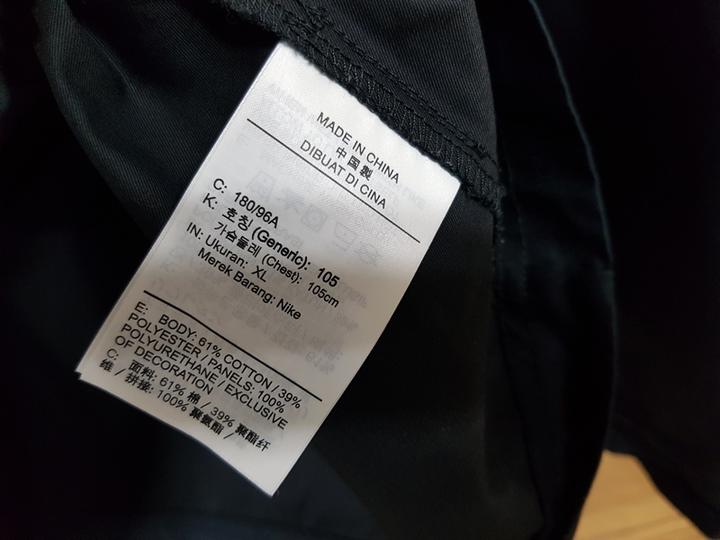 MADE IN CHINA
中国製
DIBUAT DI CINA
C: 180/96A
K: 호칭(Generic): 105
가슴둘레 (Chest): 105cm
IN: Ukuran: XL
Merek Barang: Nike
E: BODY: 61% COTTON / 39%
POLYESTER / PANELS: 100%
POLYURETHANE / EXCLUSIVE
OF DECORATION
C: 面料: 61% 棉 / 39% 聚酯纤
维 / 拼接: 100% 聚氨酯 /